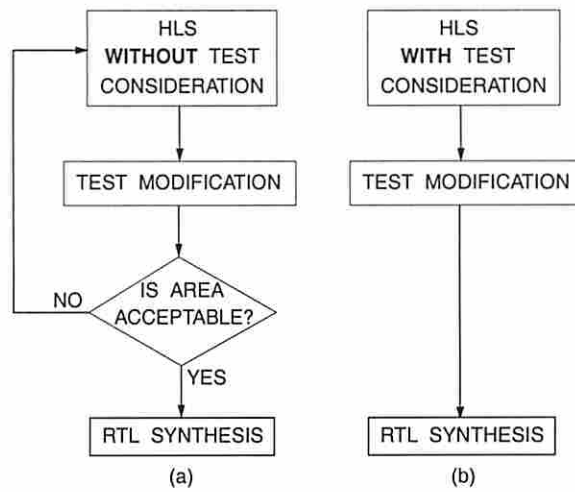 HLS
WITHOUT TEST
CONSIDERATION
TEST MODIFICATION
IS AREA
ACCEPTABLE?
NO
YES
RTL SYNTHESIS
(a)
HLS
WITH TEST
CONSIDERATION
TEST MODIFICATION
RTL SYNTHESIS
(b)